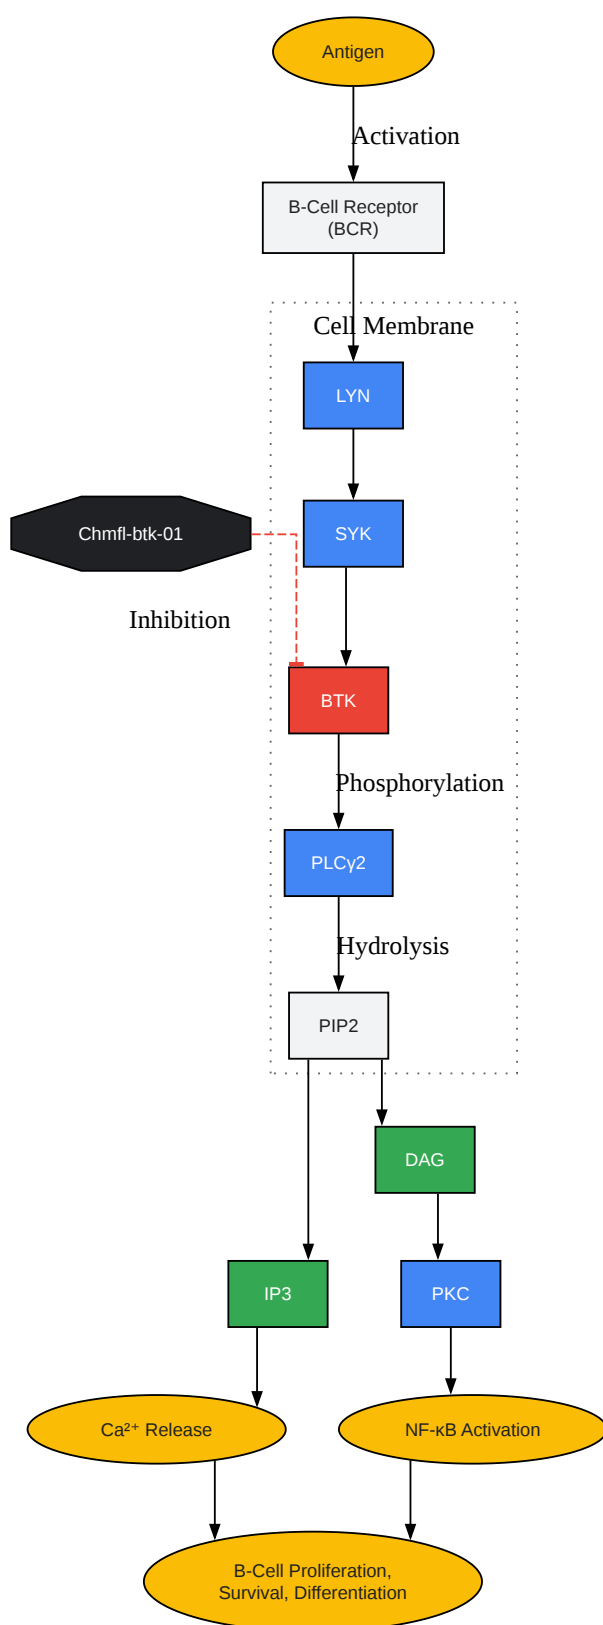 Antigen
Activation
B-Cell Receptor
(BCR)
Cell Membrane
LYN
Chmfl-btk-01
SYK
Inhibition
BTK
Phosphorylation
PLCγ2
Hydrolysis
PIP2
DAG
IP3
PKC
Ca²⁺ Release
NF-κB Activation
B-Cell Proliferation,
Survival, Differentiation